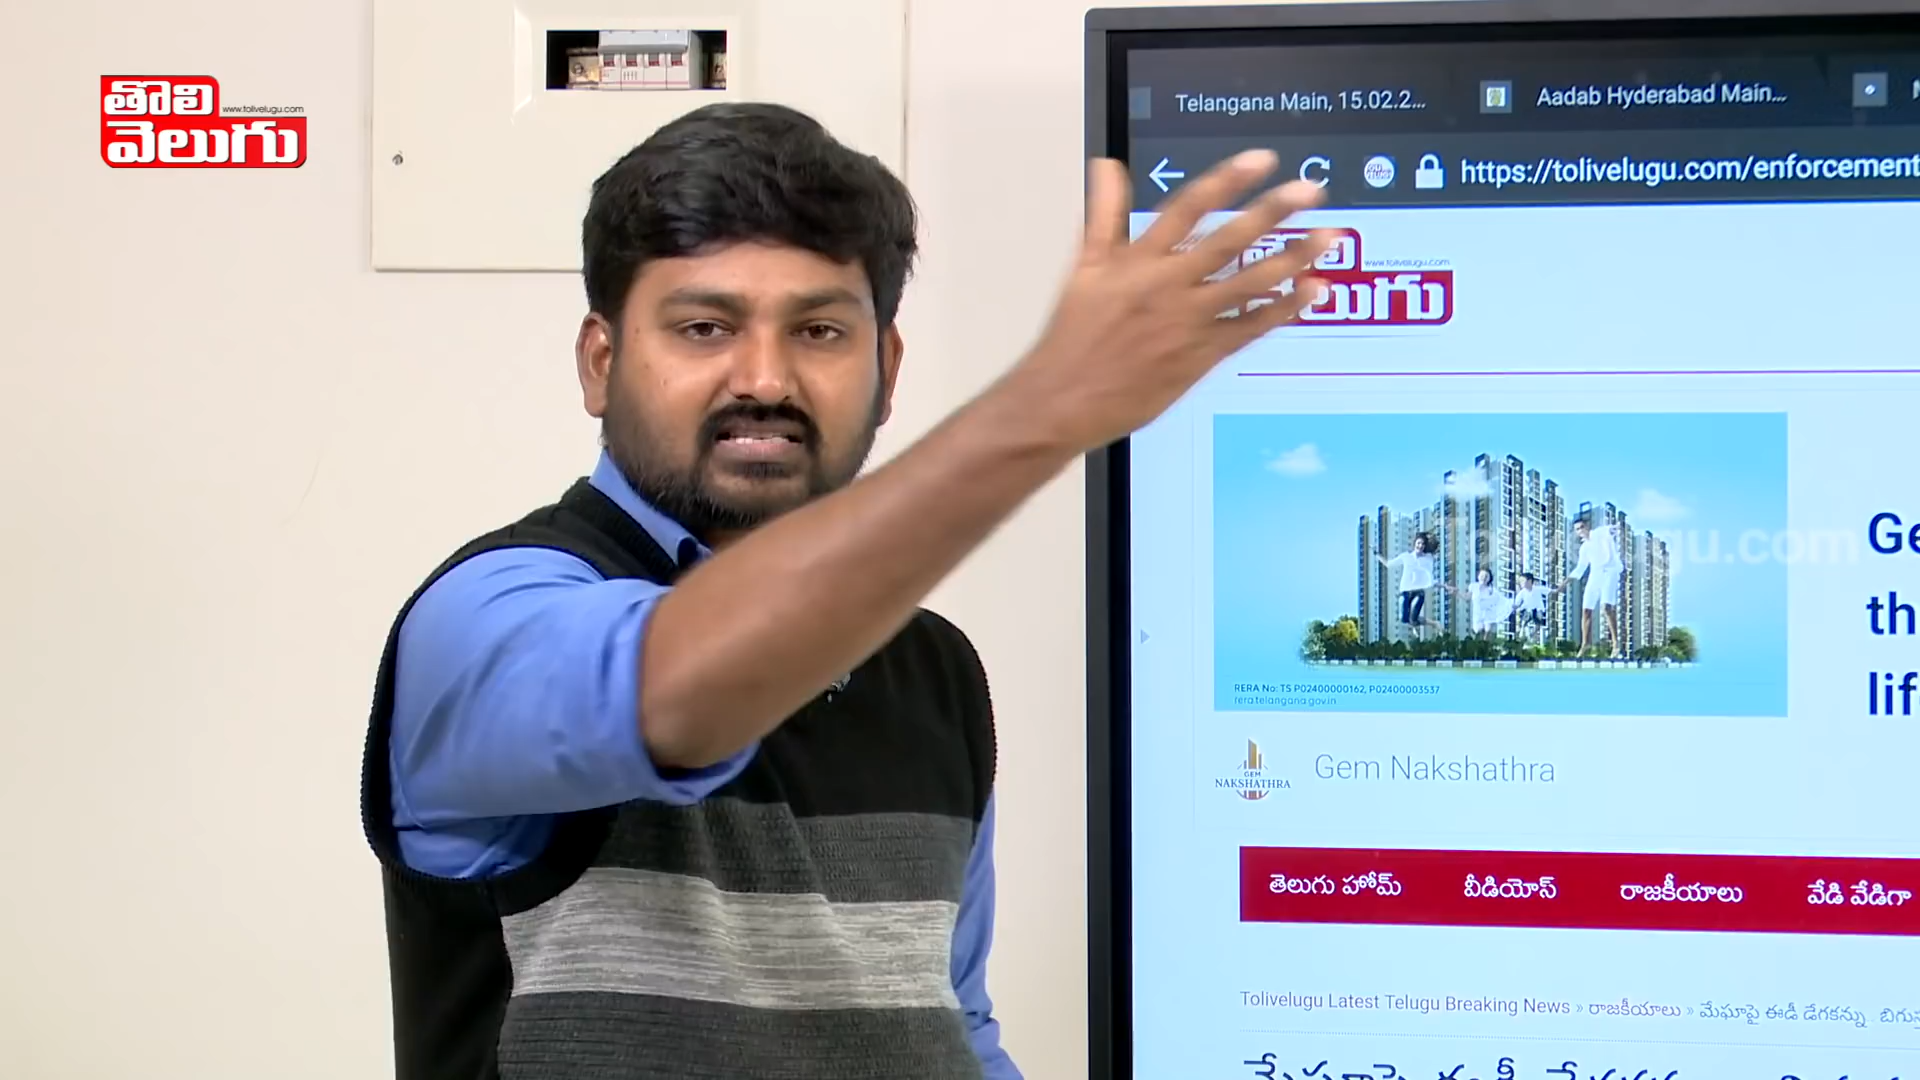 తొలి
వెలుగు
www.tolivelugu.com
Telangana Main, 15.02.2...
Aadab Hyderabad Main...
https://tolivelugu.com/enforcement
www.tolivelugu.com
లుగు
Ge
th
lif
RERA No: TS P02400000162, P02400003537
rera.telangana.gov.in
GEM
NAKSHATHRA
Gem Nakshathra
తెలుగు హోమ్ వీడియోస్ రాజకీయాలు వేడి వేడిగా
Tolivelugu Latest Telugu Breaking News » రాజకీయాలు » మేఘాపై ఈడీ డేగకన్ను.. బిగుస్